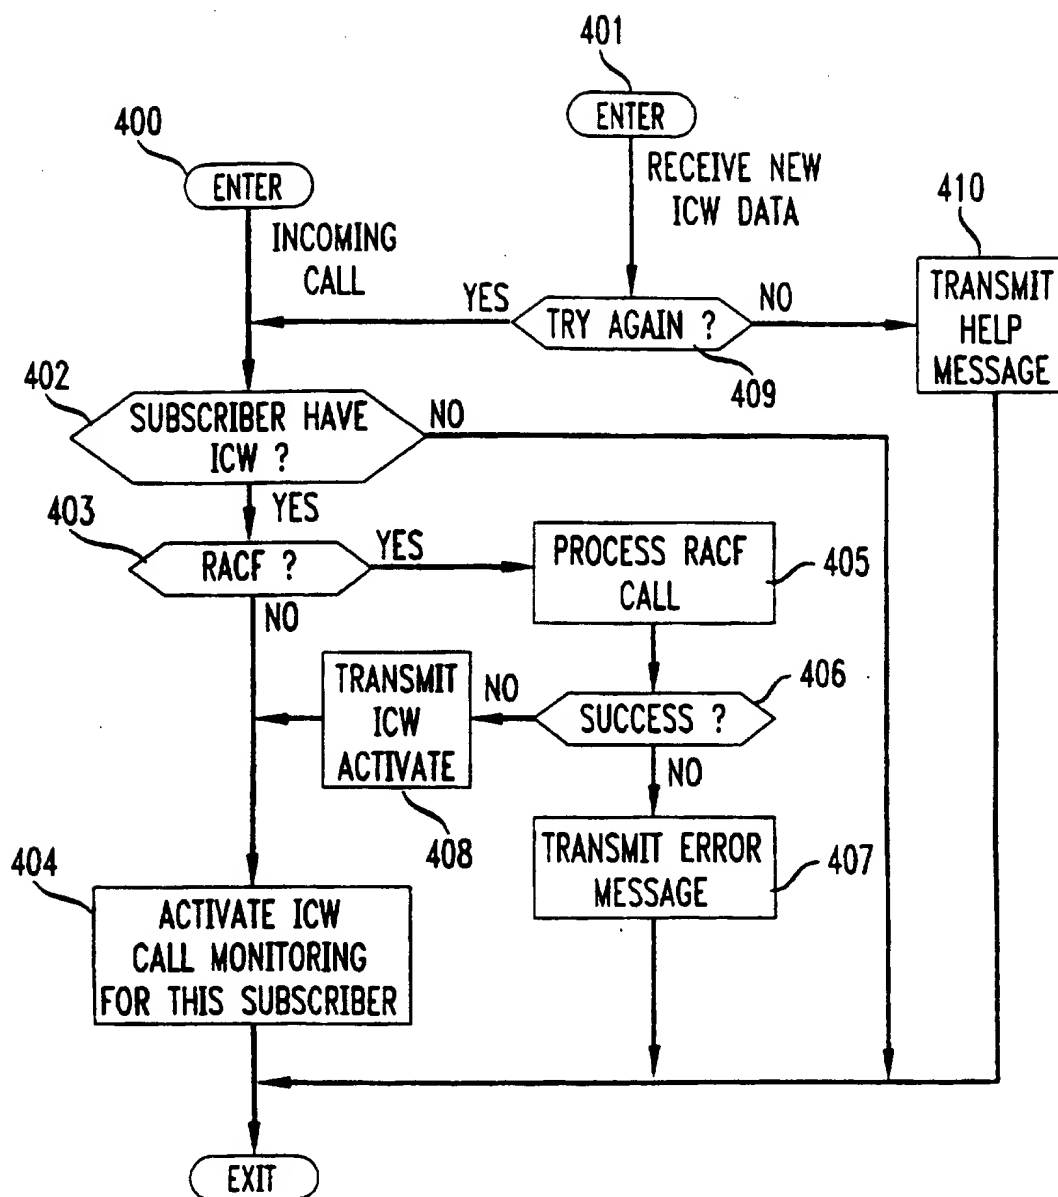 401
ENTER
400
ENTER
RECEIVE NEW
ICW DATA
410
INCOMING
CALL
YES
TRY AGAIN ?
NO
TRANSMIT
HELP
MESSAGE
409
402
SUBSCRIBER HAVE
ICW ?
NO
YES
403
RACF ?
YES
PROCESS RACF
CALL
405
NO
TRANSMIT
ICW
ACTIVATE
NO
SUCCESS ?
406
NO
408
TRANSMIT ERROR
MESSAGE
407
404
ACTIVATE ICW
CALL MONITORING
FOR THIS SUBSCRIBER
EXIT